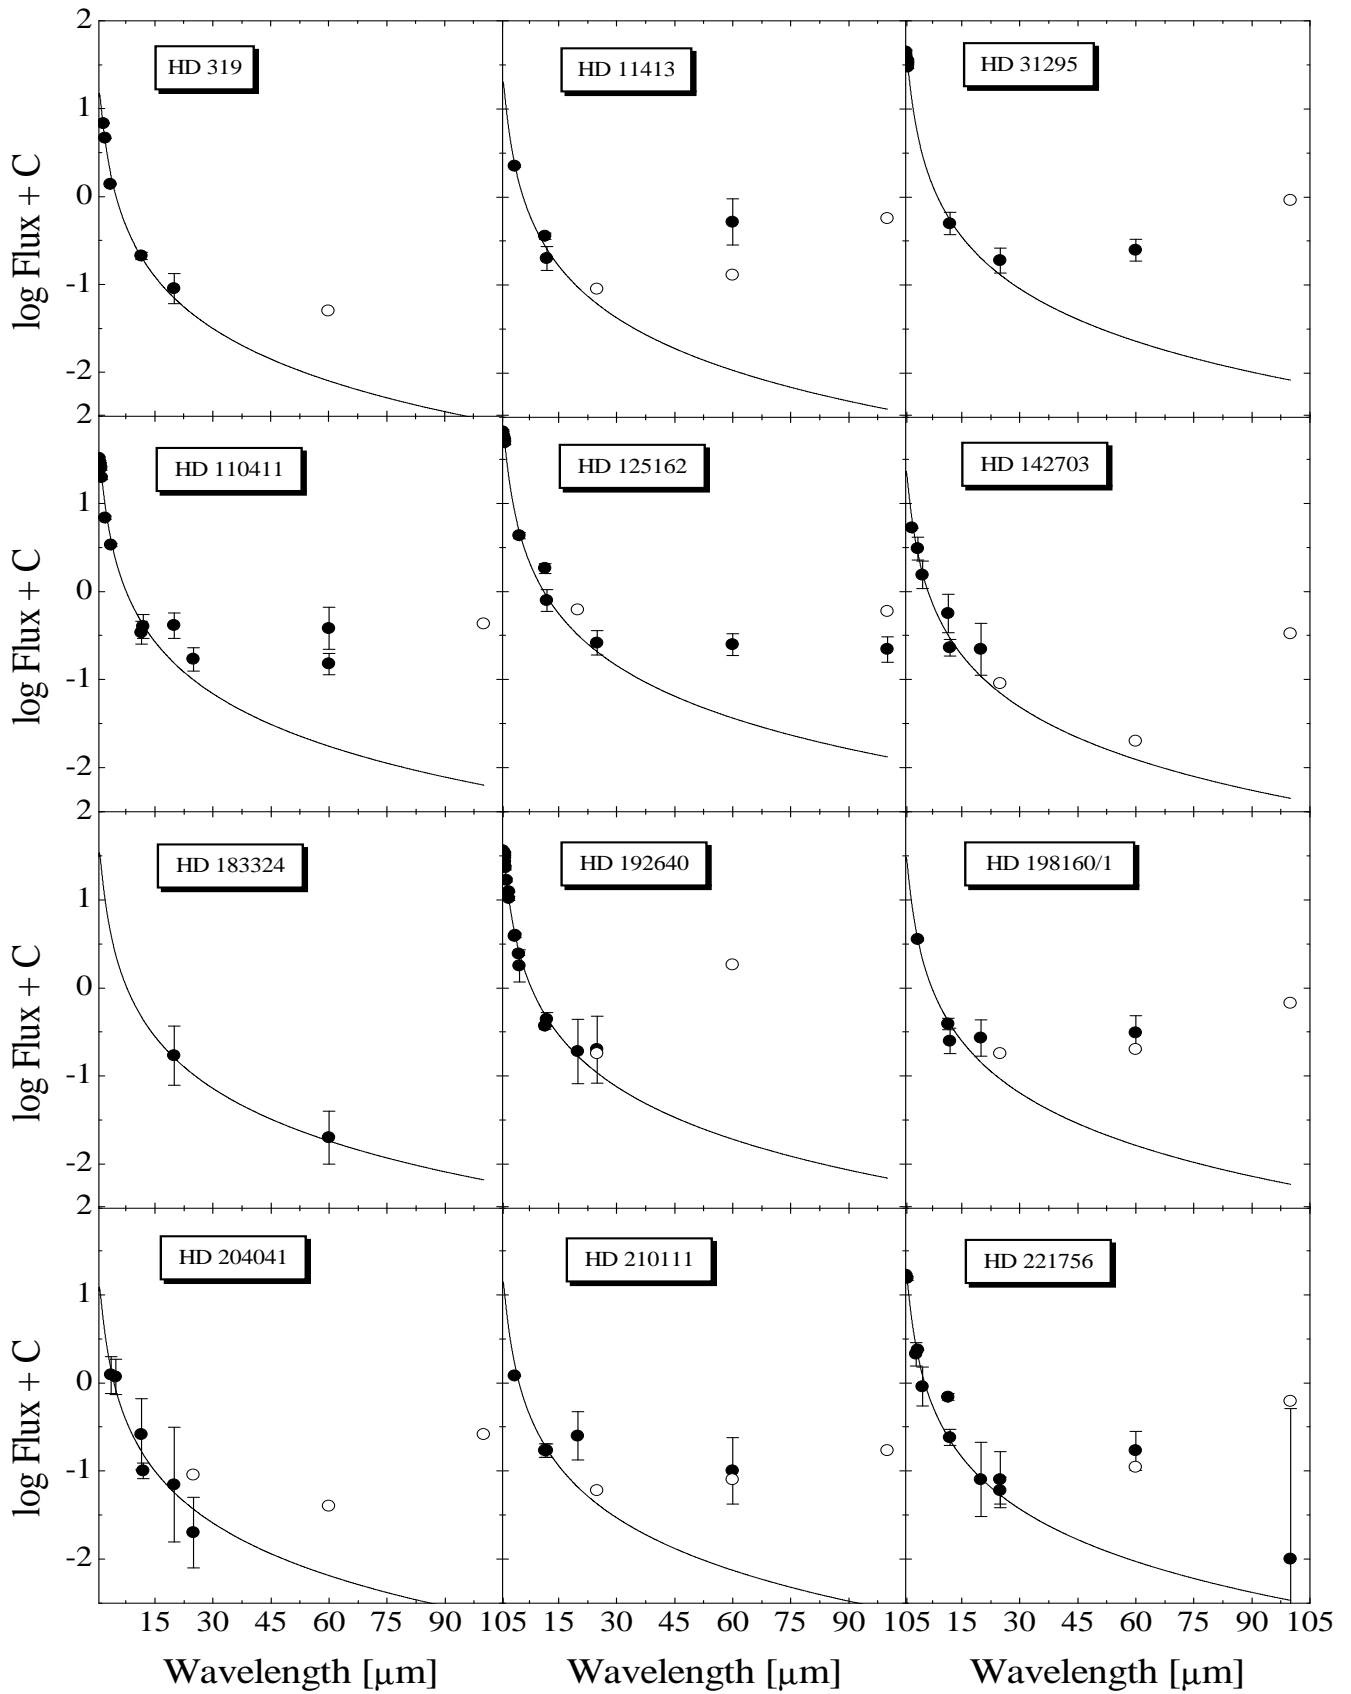 2
1
0
-1
-2
log Flux + C
HD 319
HD 11413
HD 31295
2
1
0
-1
-2
log Flux + C
HD 110411
HD 125162
HD 142703
2
1
0
-1
-2
log Flux + C
HD 183324
HD 192640
HD 198160/1
2
1
0
-1
-2
log Flux + C
HD 204041
HD 210111
HD 221756
15 30 45 60 75 90 105 15 30 45 60 75 90 105 15 30 45 60 75 90 105
Wavelength [μm] Wavelength [μm] Wavelength [μm]